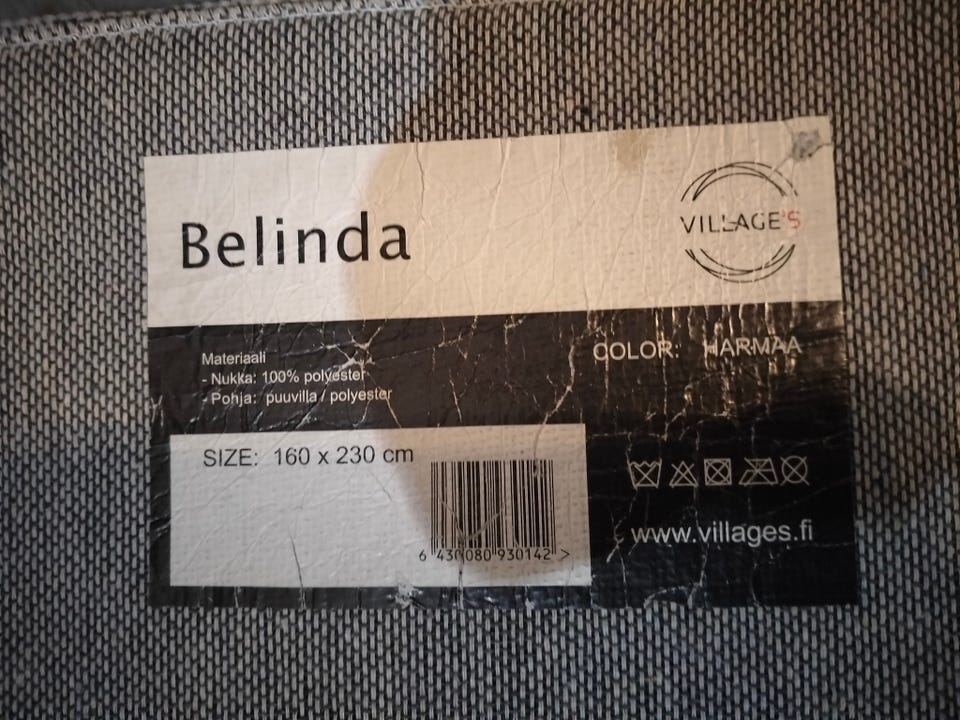 Belinda
VILLAGE'S
Materiaali
- Nukka: 100% polyester
- Pohja: puuvilla / polyester
COLOR: HARMAA
SIZE: 160 x 230 cm
6 430080 930142 >
www.villages.fi